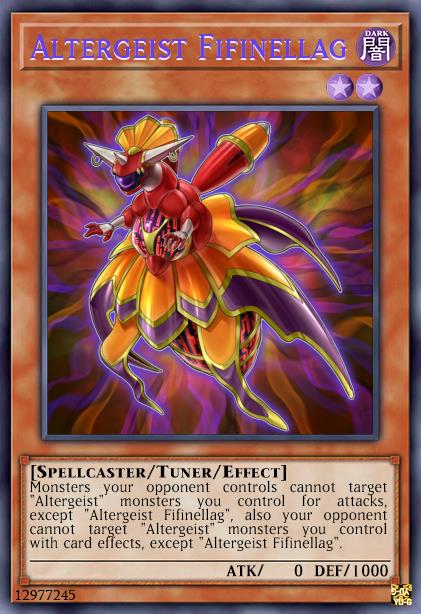 ALTERGEIST FIFINELLAG
DARK
闇
[SPELLCASTER/TUNER/EFFECT]
Monsters your opponent controls cannot target
"Altergeist" monsters you control for attacks,
except "Altergeist Fifinellag", also your opponent
cannot target "Altergeist" monsters you control
with card effects, except "Altergeist Fifinellag".
ATK/ 0 DEF/1000
12977245